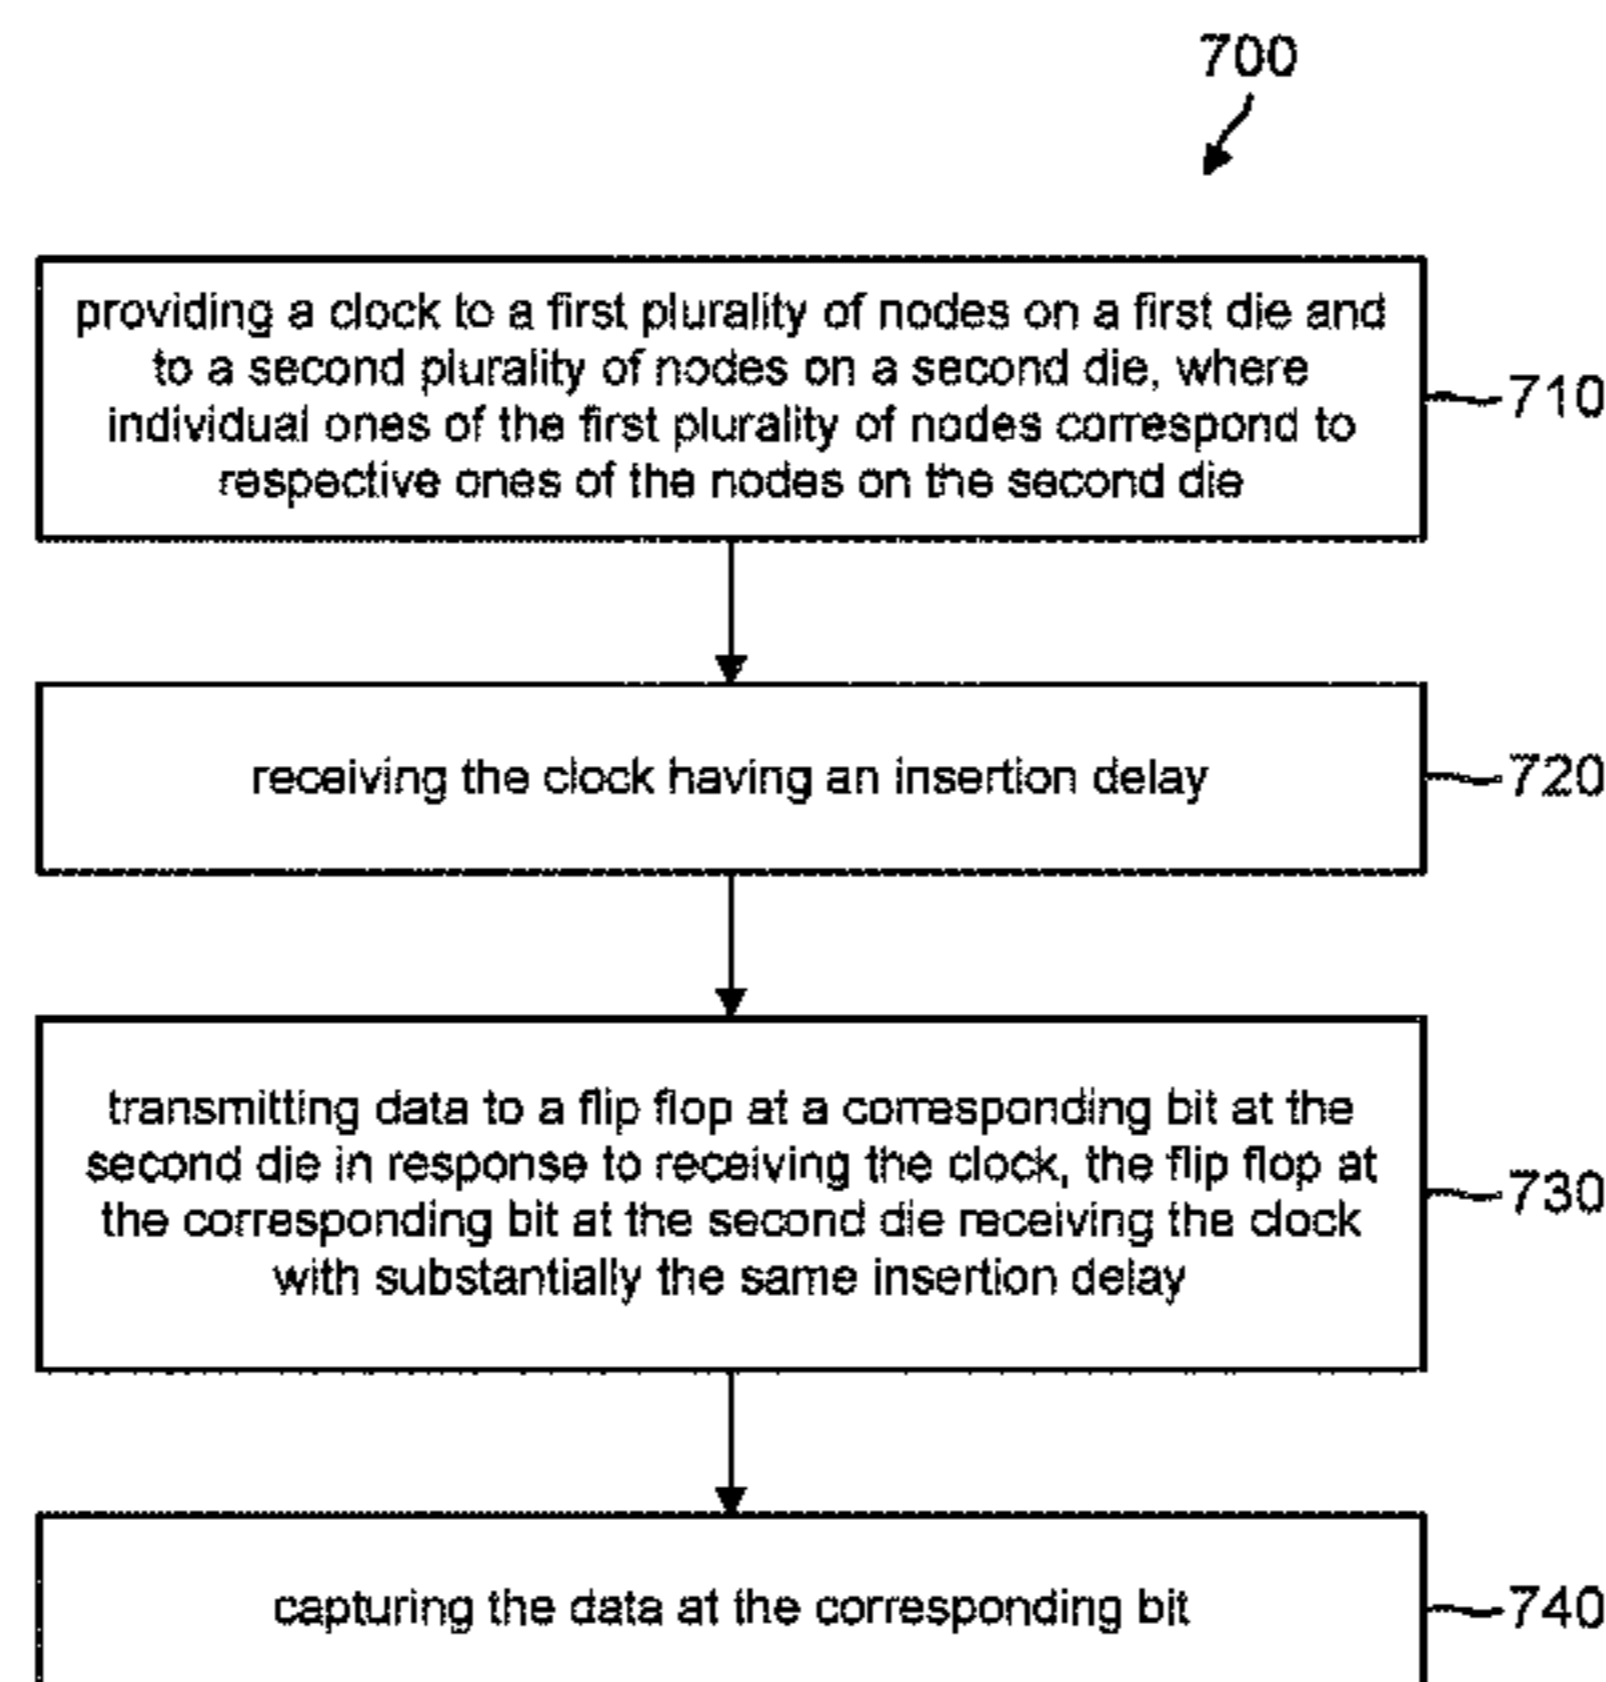 700
providing a clock to a first plurality of nodes on a first die and
to a second plurality of nodes on a second die, where
individual ones of the first plurality of nodes correspond to
respective ones of the nodes on the second die
710
receiving the clock having an insertion delay
720
transmitting data to a flip flop at a corresponding bit at the
second die in response to receiving the clock, the flip flop at
the corresponding bit at the second die receiving the clock
with substantially the same insertion delay
730
capturing the data at the corresponding bit
740